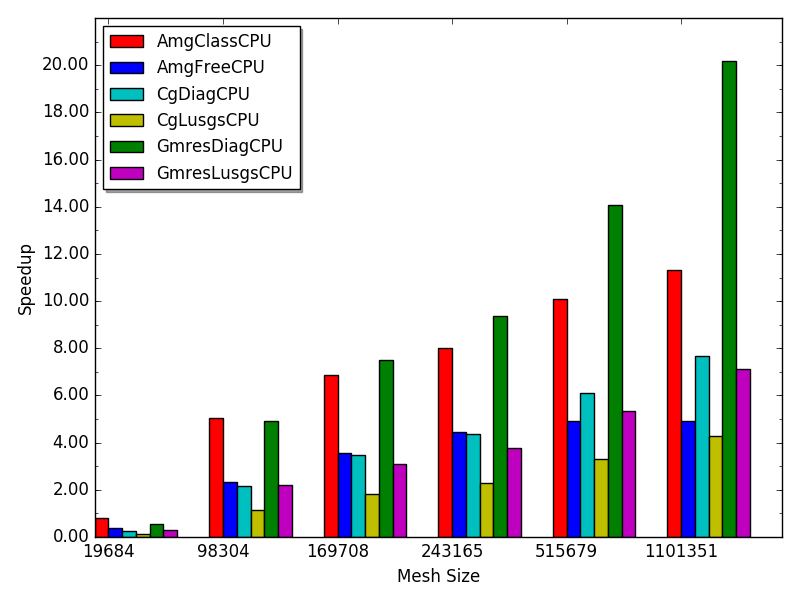 AmgClassCPU
AmgFreeCPU
CgDiagCPU
CgLusgsCPU
GmresDiagCPU
GmresLusgsCPU
Speedup
20.00
18.00
16.00
14.00
12.00
10.00
8.00
6.00
4.00
2.00
0.00
19684 98304 169708 243165 515679 1101351
Mesh Size